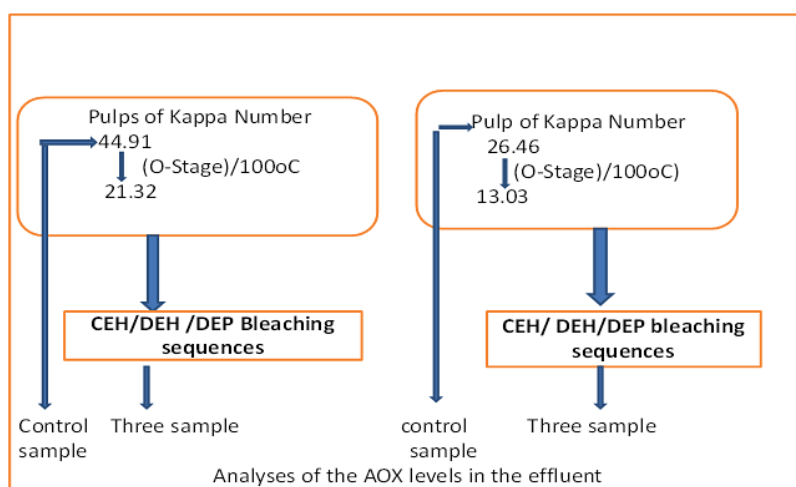 Pulps of Kappa Number
44.91
(O-Stage)/100oC
21.32
CEH/DEH /DEP Bleaching
sequences
Control
sample
Three sample
Pulp of Kappa Number
26.46
(O-Stage)/100oC)
13.03
CEH/ DEH/DEP bleaching
sequences
control
sample
Three sample
Analyses of the AOX levels in the effluent